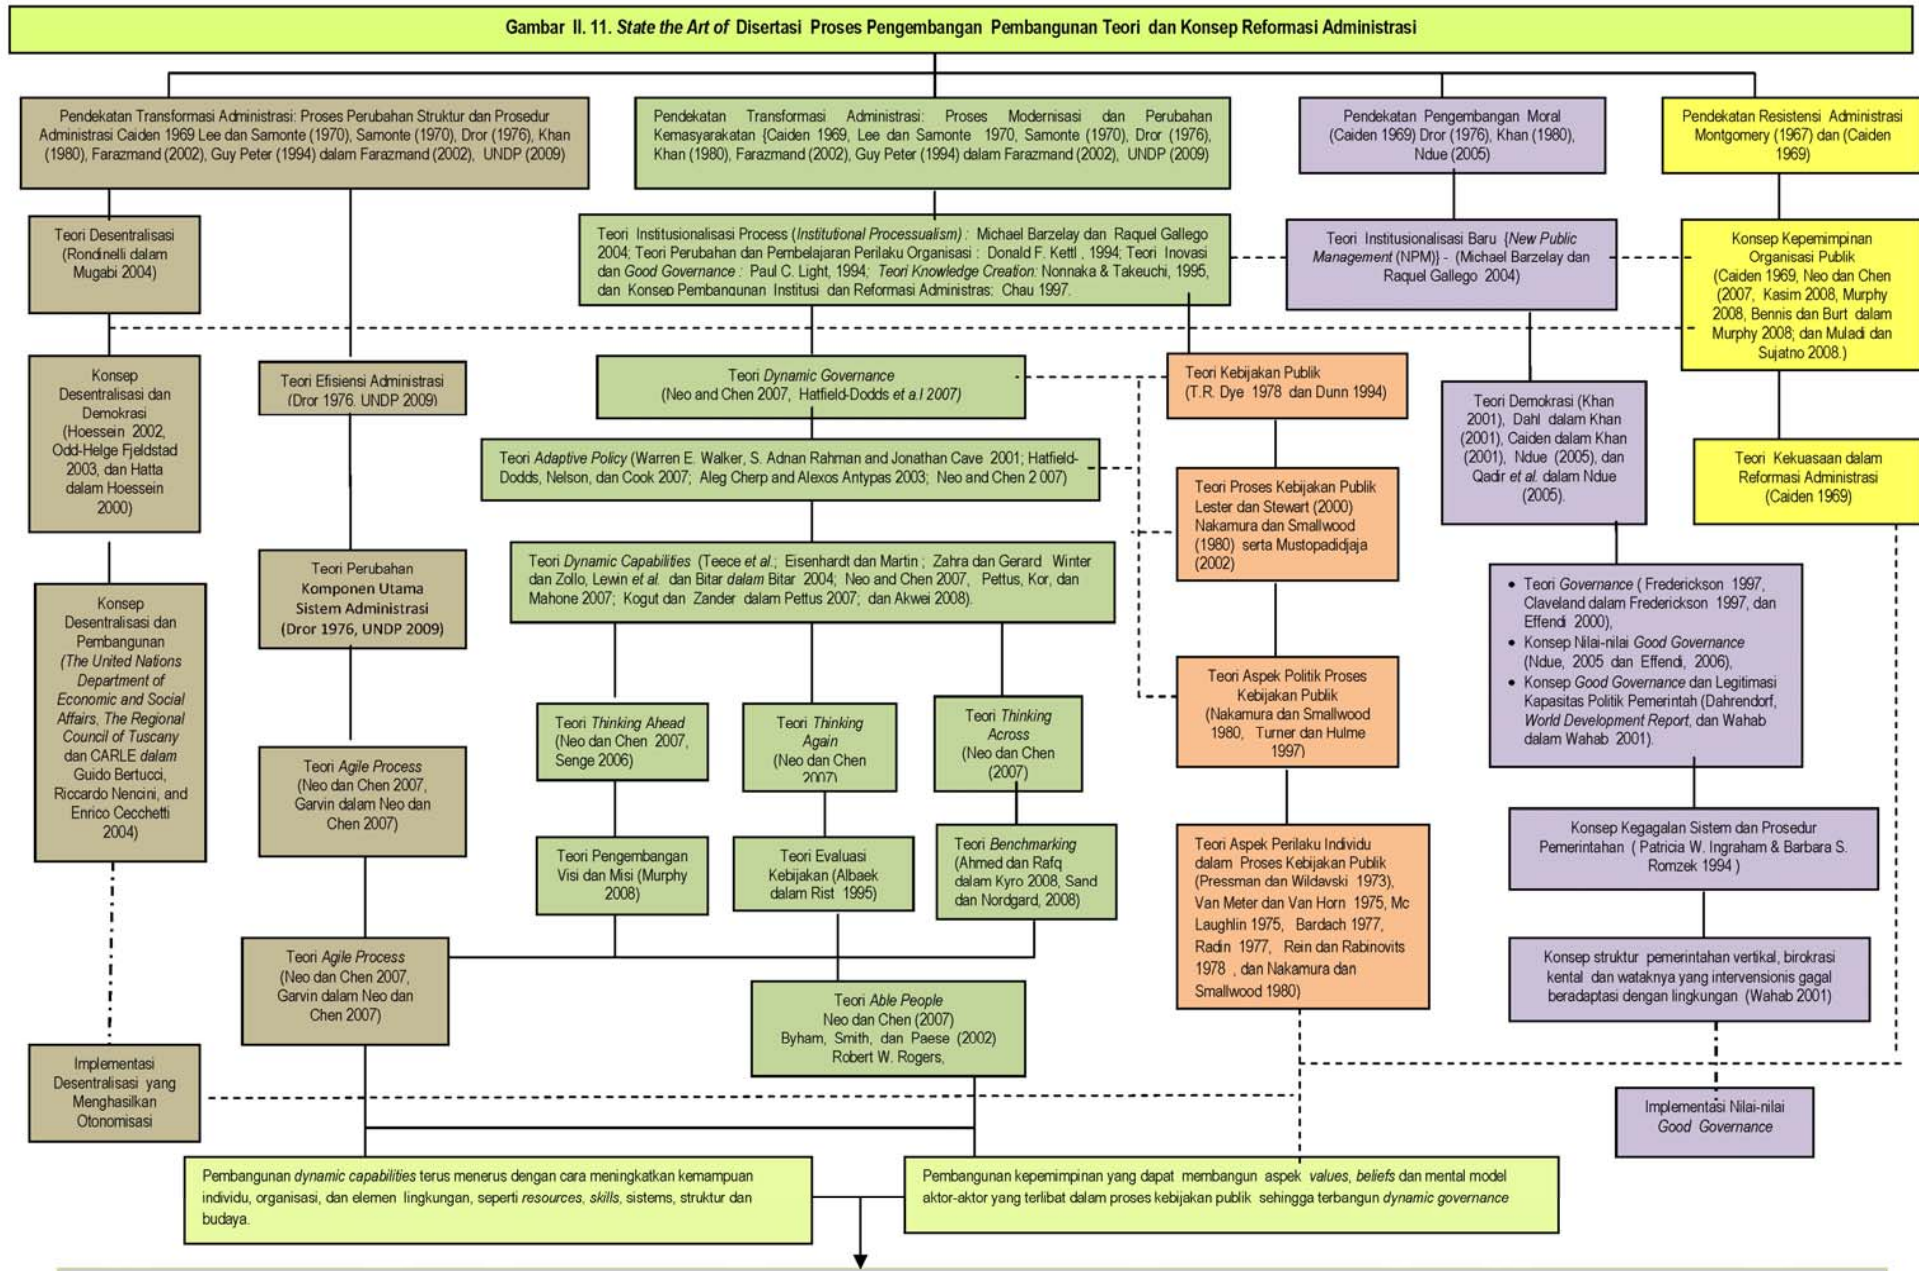 Gambar II. 11. State the Art of Disertasi Proses Pengembangan Pembangunan Teori dan Konsep Reformasi Administrasi
Pendekatan Transformasi Administrasi: Proses Perubahan Struktur dan Prosedur
Administrasi Caiden 1969 Lee dan Samonte (1970), Samonte (1970), Dror (1976), Khan
(1980), Farazmand (2002), Guy Peter (1994) dalam Farazmand (2002), UNDP (2009)
Pendekatan Transformasi Administrasi: Proses Modernisasi dan Perubahan
Kemasyarakatan {Caiden 1969, Lee dan Samonte 1970, Samonte (1970), Dror (1976),
Khan (1980), Farazmand (2002), Guy Peter (1994) dalam Farazmand (2002), UNDP (2009)
Pendekatan Pengembangan Moral
(Caiden 1969) Dror (1976), Khan (1980),
Ndue (2005)
Pendekatan Resistensi Administrasi
Montgomery (1967) dan (Caiden
1969)
Teori Desentralisasi
(Rondinelli dalam
Mugabi 2004)
Teori Institusionalisasi Process (Institutional Processualism) : Michael Barzelay dan Raquel Gallego
2004; Teori Perubahan dan Pembelajaran Perilaku Organisasi : Donald F. Kettl , 1994; Teori Inovasi
dan Good Governance : Paul C. Light, 1994; Teori Knowledge Creation: Nonnaka & Takeuchi, 1995,
dan Konsep Pembangunan Institusi dan Reformasi Administras: Chau 1997.
Teori Institusionalisasi Baru {New Public
Management (NPM)} - (Michael Barzelay dan
Raquel Gallego 2004)
Konsep Kepemimpinan
Organisasi Publik
(Caiden 1969, Neo dan Chen
(2007, Kasim 2008, Murphy
2008, Bennis dan Burt dalam
Murphy 2008; dan Muladi dan
Sujatno 2008.)
Konsep
Desentralisasi dan
Demokrasi
(Hoessein 2002,
Odd-Helge Fjeldstad
2003, dan Hatta
dalam Hoessein
2000)
Teori Efisiensi Administrasi
(Dror 1976. UNDP 2009)
Teori Dynamic Governance
(Neo and Chen 2007, Hatfield-Dodds et a.l 2007)
Teori Kebijakan Publik
(T.R. Dye 1978 dan Dunn 1994)
Teori Demokrasi (Khan
2001), Dahl dalam Khan
(2001), Caiden dalam Khan
(2001), Ndue (2005), dan
Qadir et al. dalam Ndue
(2005).
Teori Kekuasaan dalam
Reformasi Administrasi
(Caiden 1969)
Teori Adaptive Policy (Warren E. Walker, S. Adnan Rahman and Jonathan Cave 2001; Hatfield-
Dodds, Nelson, dan Cook 2007; Aleg Cherp and Alexos Antypas 2003; Neo and Chen 2 007)
Teori Proses Kebijakan Publik
Lester dan Stewart (2000)
Nakamura dan Smallwood
(1980) serta Mustopadidjaja
(2002)
Teori Perubahan
Komponen Utama
Sistem Administrasi
(Dror 1976, UNDP 2009)
Teori Dynamic Capabilities (Teece et al.; Eisenhardt dan Martin ; Zahra dan Gerard Winter
dan Zollo, Lewin et al. dan Bitar dalam Bitar 2004; Neo and Chen 2007, Pettus, Kor, dan
Mahone 2007; Kogut dan Zander dalam Pettus 2007; dan Akwei 2008).
• Teori Governance ( Frederickson 1997,
Claveland dalam Frederickson 1997, dan
Effendi 2000),
• Konsep Nilai-nilai Good Governance
(Ndue, 2005 dan Effendi, 2006),
• Konsep Good Governance dan Legitimasi
Kapasitas Politik Pemerintah (Dahrendorf,
World Development Report, dan Wahab
dalam Wahab 2001).
Konsep
Desentralisasi dan
Pembangunan
(The United Nations
Department of
Economic and Social
Affairs, The Regional
Council of Tuscany
dan CARLE dalam
Guido Bertucci,
Riccardo Nencini, and
Enrico Cecchetti
2004)
Teori Aspek Politik Proses
Kebijakan Publik
(Nakamura dan Smallwood
1980, Turner dan Hulme
1997)
Teori Thinking Ahead
(Neo dan Chen 2007,
Senge 2006)
Teori Thinking
Again
(Neo dan Chen
2007)
Teori Thinking
Across
(Neo dan Chen
(2007)
Teori Agile Process
(Neo dan Chen 2007,
Garvin dalam Neo dan
Chen 2007)
Teori Pengembangan
Visi dan Misi (Murphy
2008)
Teori Evaluasi
Kebijakan (Albaek
dalam Rist 1995)
Teori Benchmarking
(Ahmed dan Rafq
dalam Kyro 2008, Sand
dan Nordgard, 2008)
Teori Aspek Perilaku Individu
dalam Proses Kebijakan Publik
(Pressman dan Wildavski 1973),
Van Meter dan Van Horn 1975, Mc
Laughlin 1975, Bardach 1977,
Radin 1977, Rein dan Rabinovits
1978 , dan Nakamura dan
Smallwood 1980)
Konsep Kegagalan Sistem dan Prosedur
Pemerintahan ( Patricia W. Ingraham & Barbara S.
Romzek 1994 )
Teori Agile Process
(Neo dan Chen 2007,
Garvin dalam Neo dan
Chen 2007)
Konsep struktur pemerintahan vertikal, birokrasi
kental dan wataknya yang intervensionis gagal
beradaptasi dengan lingkungan (Wahab 2001)
Teori Able People
Neo dan Chen (2007)
Byham, Smith, dan Paese (2002)
Robert W. Rogers,
Implementasi
Desentralisasi yang
Menghasilkan
Otonomisasi
Implementasi Nilai-nilai
Good Governance
Pembangunan dynamic capabilities terus menerus dengan cara meningkatkan kemampuan
individu, organisasi, dan elemen lingkungan, seperti resources, skills, sistems, struktur dan
budaya.
Pembangunan kepemimpinan yang dapat membangun aspek values, beliefs dan mental model
aktor-aktor yang terlibat dalam proses kebijakan publik sehingga terbangun dynamic governance